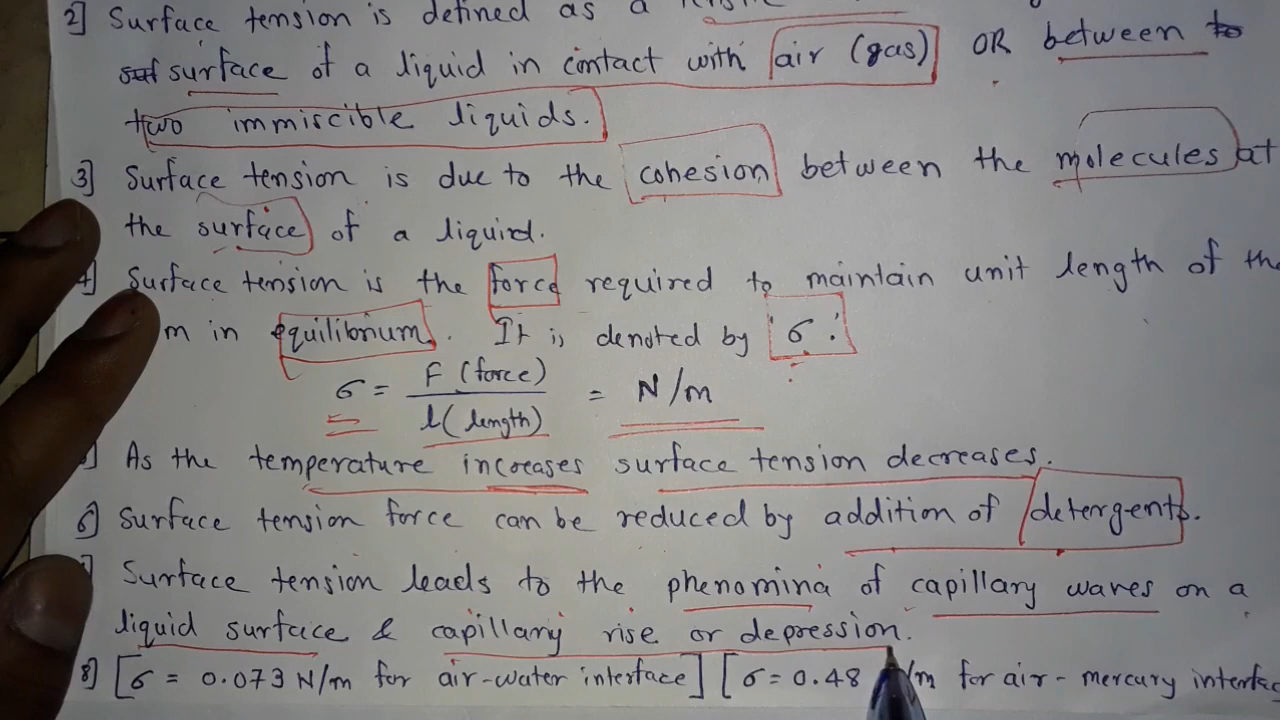 2] Surface tension is defined as a
surface of a liquid in contact with air (gas) OR between
two immiscible liquids.
3] Surface tension is due to the cohesion between the molecules at
the surface of a liquid.
4] Surface tension is the force required to maintain unit length of the
m in equilibrium. It is denoted by 'σ'.
σ = F (force) / l (length) = N/m
As the temperature increases surface tension decreases.
6] Surface tension force can be reduced by addition of detergents.
Surface tension leads to the phenomina of capillary waves on a
liquid surface & capillary rise or depression.
8] [σ = 0.073 N/m for air-water interface] [σ = 0.48 /m for air-mercury interfac